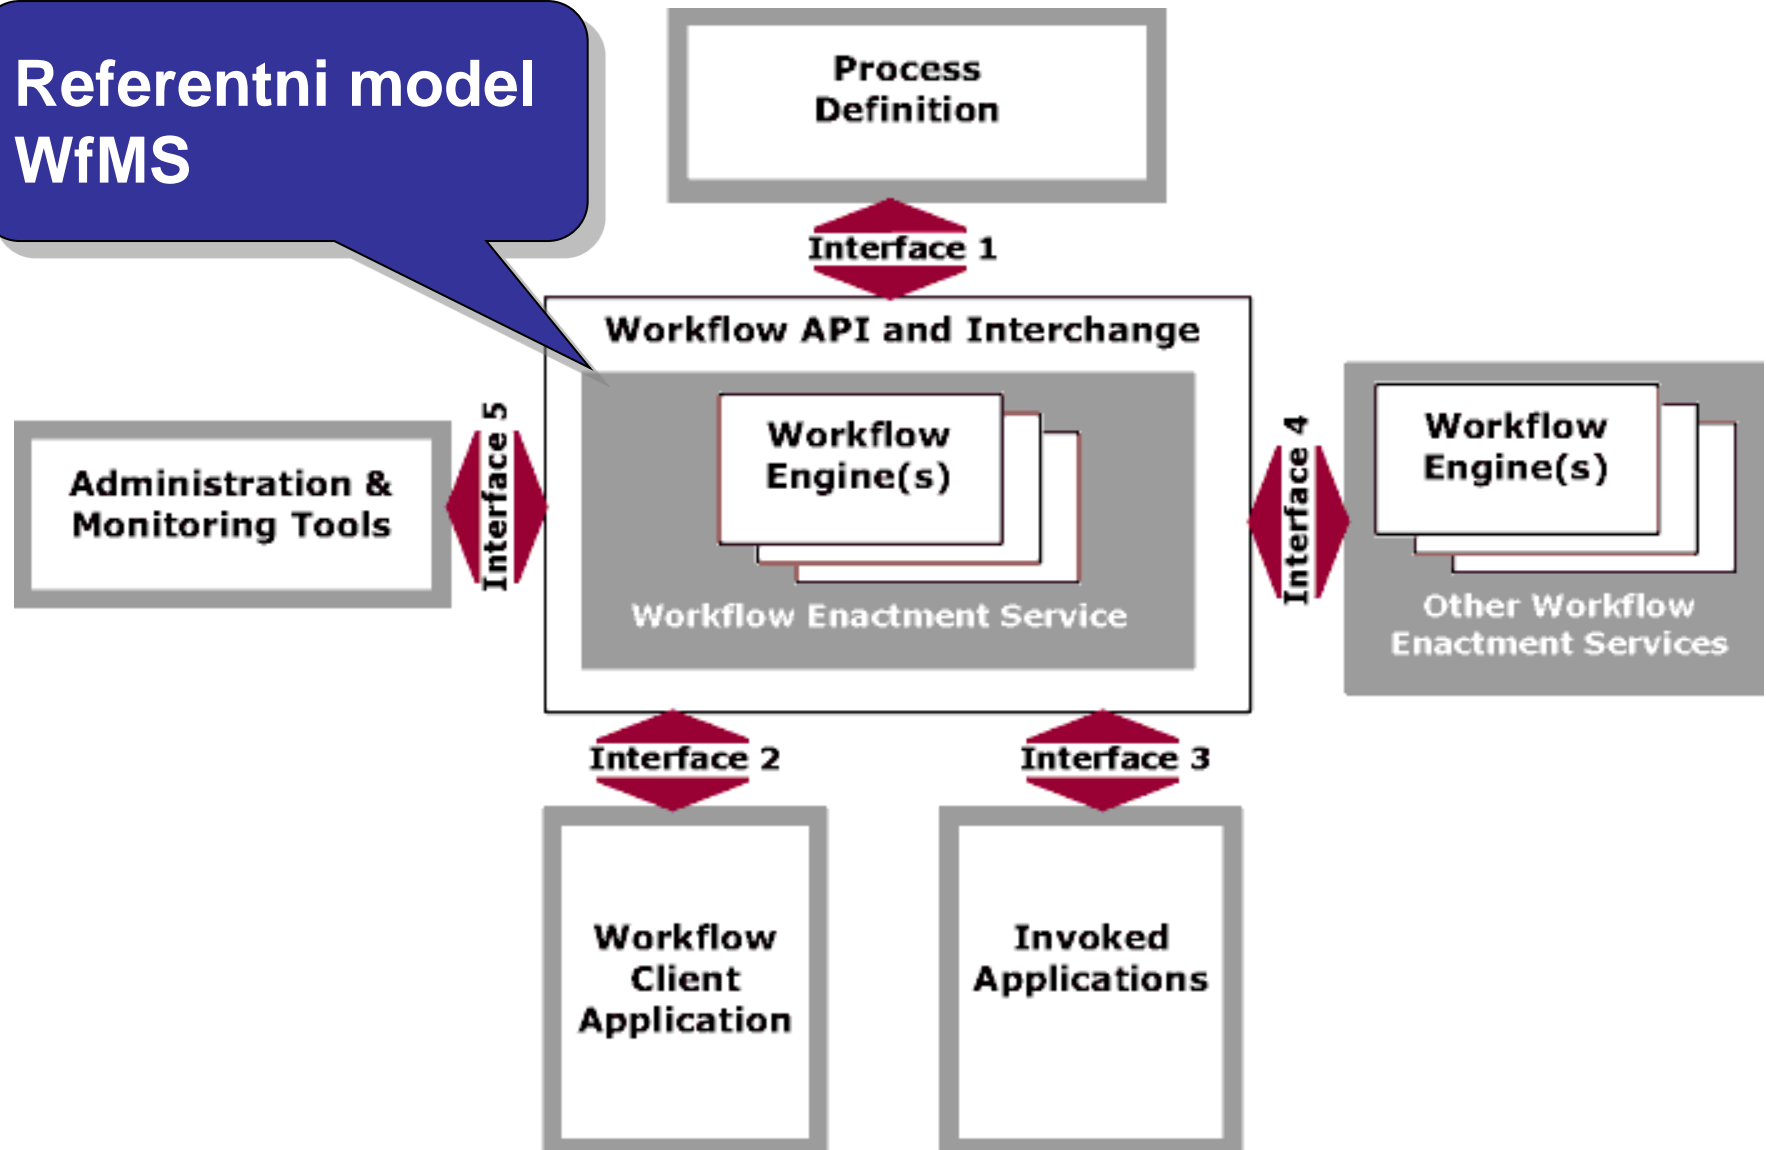 Referentni model
WfMS
Process
Definition
Interface 1
Workflow API and Interchange
Workflow
Engine(s)
Workflow Enactment Service
Interface 5
Administration &
Monitoring Tools
Interface 4
Workflow
Engine(s)
Other Workflow
Enactment Services
Interface 2
Interface 3
Workflow
Client
Application
Invoked
Applications